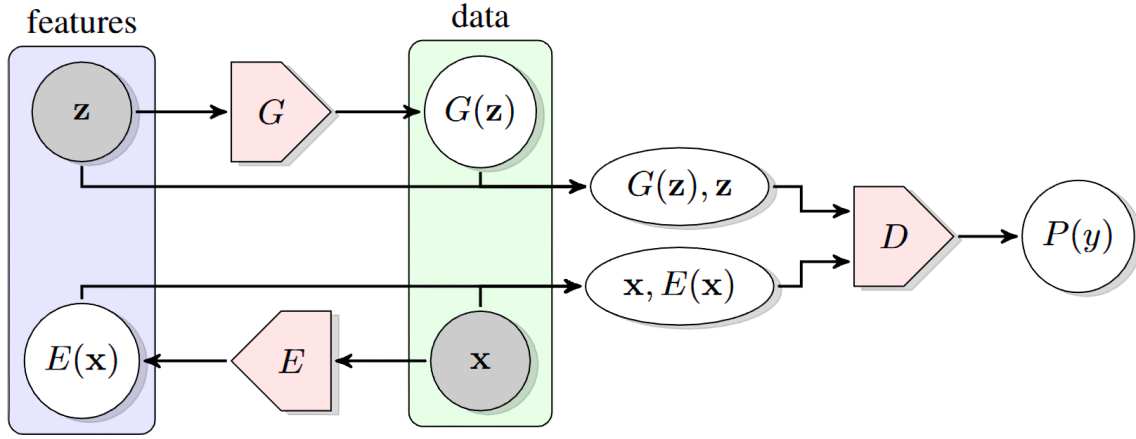 features
data
z
G
G(z)
G(z), z
D
P(y)
x, E(x)
E(x)
E
x